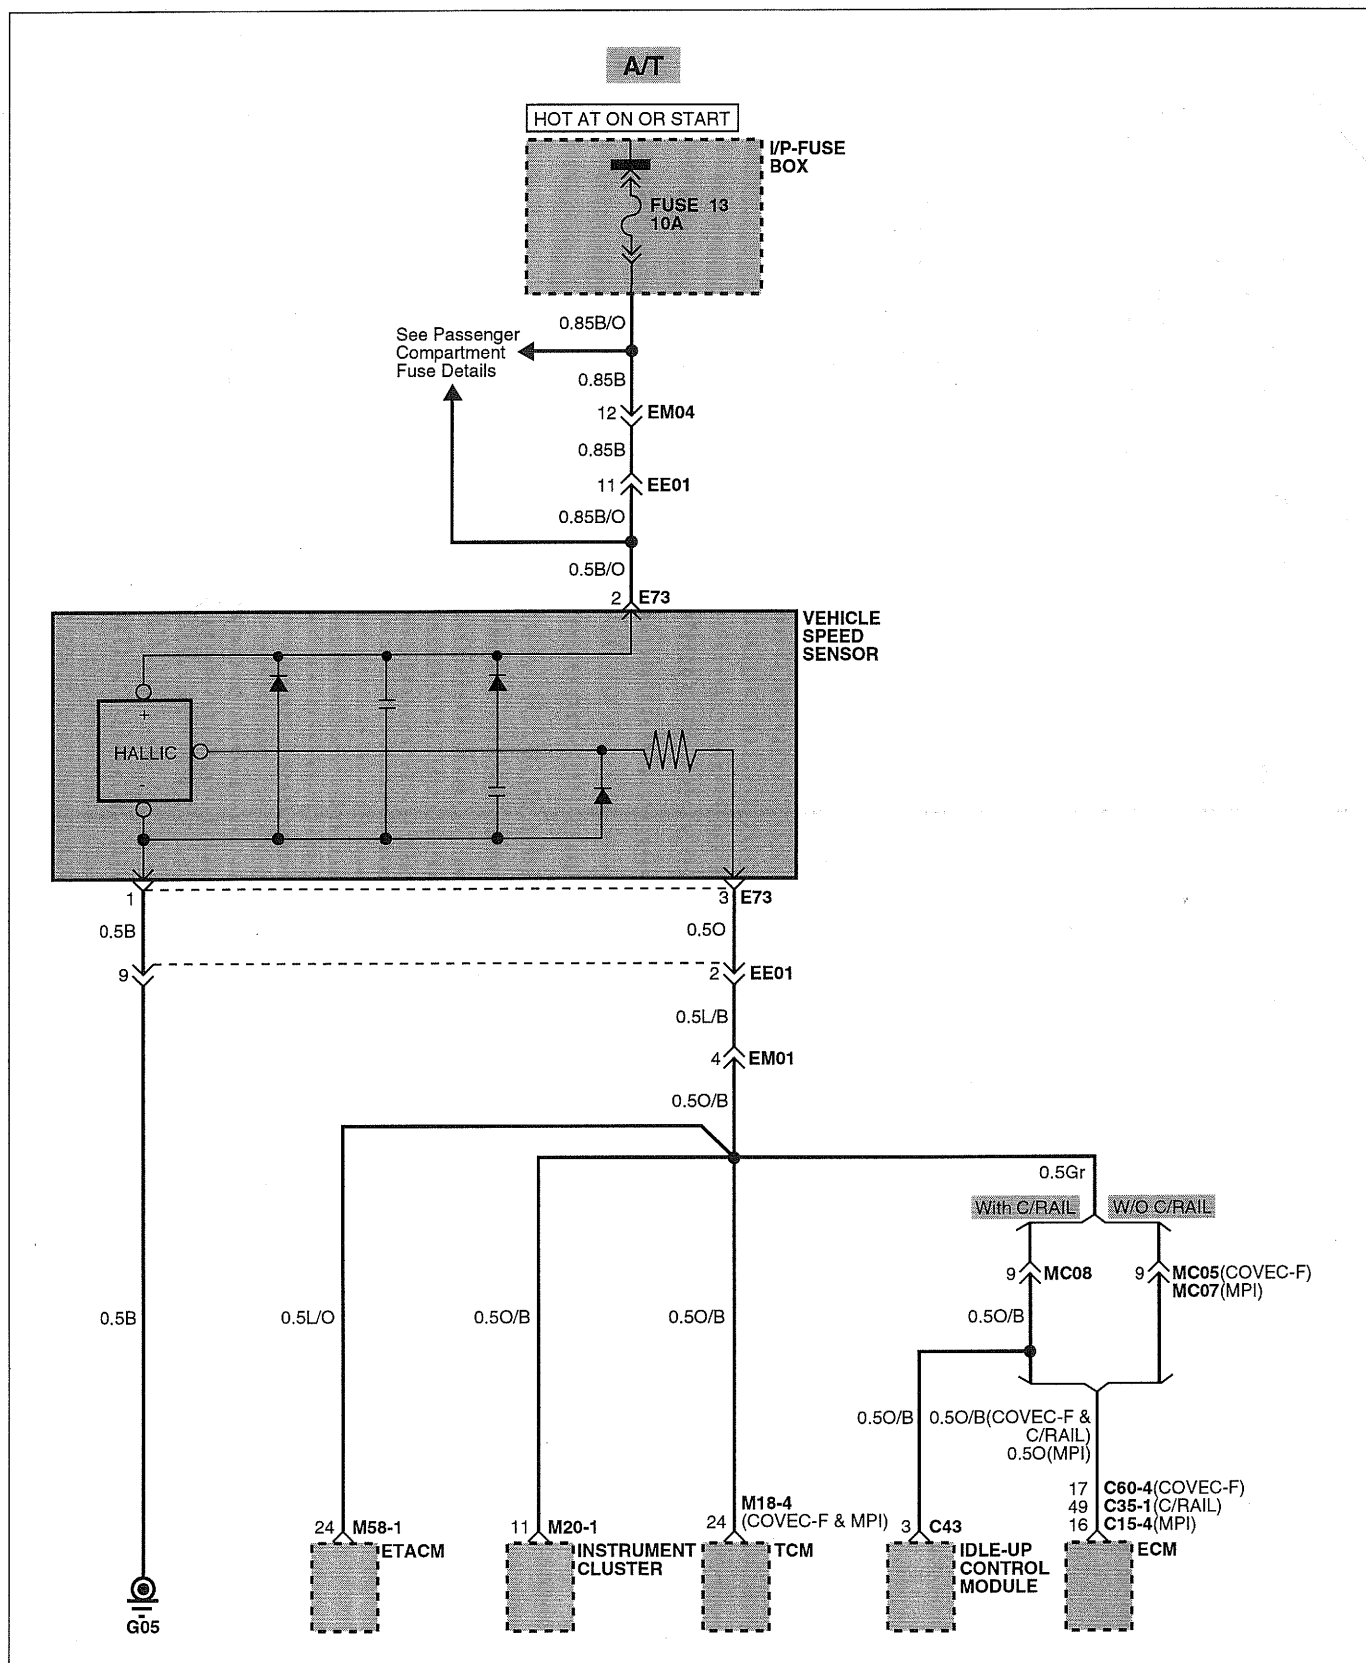 A/T
HOT AT ON OR START
I/P-FUSE
BOX
FUSE 13
10A
0.85B/O
See Passenger
Compartment
Fuse Details
0.85B
12 EM04
0.85B
11 EE01
0.85B/O
0.5B/O
2 E73
VEHICLE
SPEED
SENSOR
+
HALLIC
-
1
3 E73
0.5B
0.5O
9
2 EE01
0.5L/B
4 EM01
0.5O/B
0.5Gr
With C/RAIL
W/O C/RAIL
9 MC08
9 MC05(COVEC-F)
MC07(MPI)
0.5B
0.5L/O
0.5O/B
0.5O/B
0.5O/B
0.5O/B
0.5O/B(COVEC-F &
C/RAIL)
0.5O(MPI)
17 C60-4(COVEC-F)
49 C35-1(C/RAIL)
16 C15-4(MPI)
24 M58-1
11 M20-1
24 M18-4
(COVEC-F & MPI)
3 C43
ETACM
INSTRUMENT
CLUSTER
TCM
IDLE-UP
CONTROL
MODULE
ECM
G05